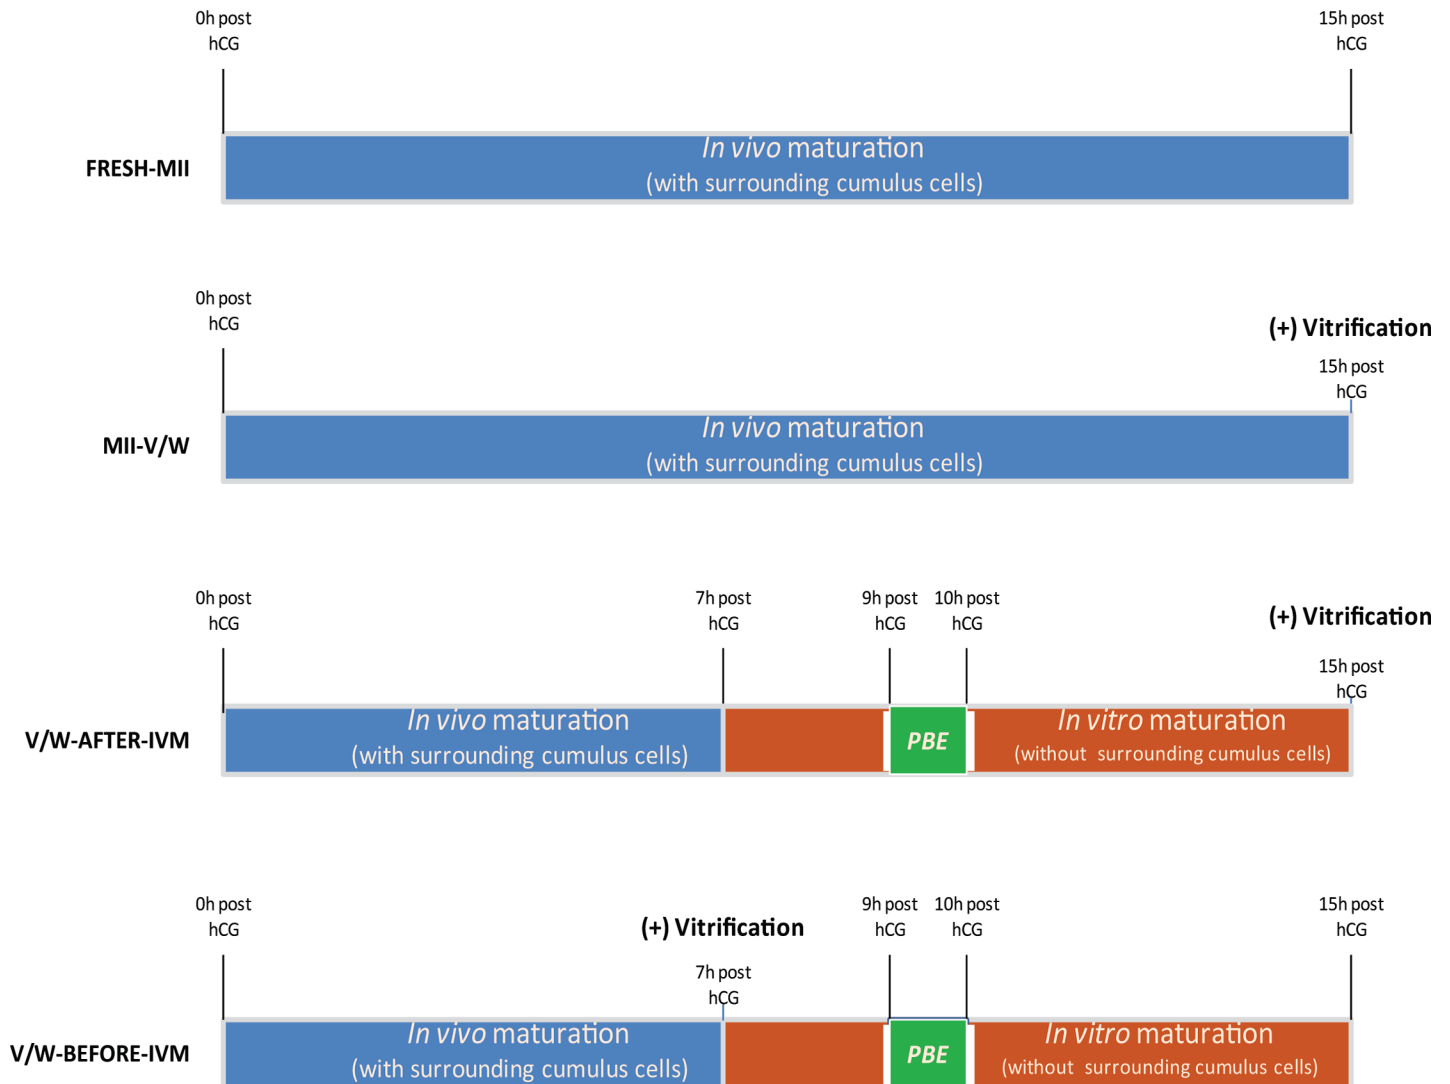 0h post
hCG
15h post
hCG
FRESH-MII
In vivo maturation
(with surrounding cumulus cells)
0h post
hCG
(+) Vitrification
15h post
hCG
MII-V/W
In vivo maturation
(with surrounding cumulus cells)
0h post
hCG
7h post
hCG
9h post
hCG
10h post
hCG
(+) Vitrification
15h post
hCG
V/W-AFTER-IVM
In vivo maturation
(with surrounding cumulus cells)
PBE
In vitro maturation
(without surrounding cumulus cells)
0h post
hCG
(+) Vitrification
7h post
hCG
9h post
hCG
10h post
hCG
15h post
hCG
V/W-BEFORE-IVM
In vivo maturation
(with surrounding cumulus cells)
PBE
In vitro maturation
(without surrounding cumulus cells)